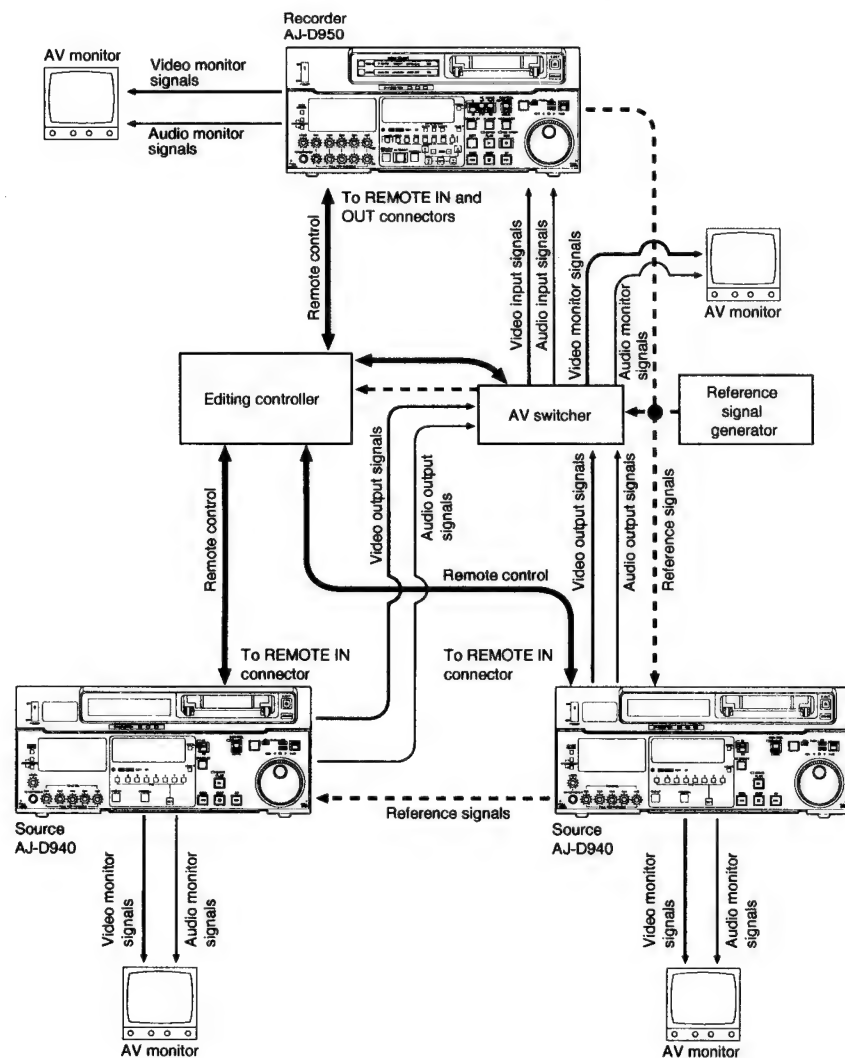 Recorder
AJ-D950
AV monitor
Video monitor
signals
Audio monitor
signals
To REMOTE IN and
OUT connectors
Remote control
Video input signals
Audio input signals
Video monitor signals
Audio monitor
signals
AV monitor
Editing controller
AV switcher
Reference
signal
generator
Remote control
Video output signals
Audio output
signals
Video output signals
Audio output signals
Reference signals
Remote control
To REMOTE IN
connector
To REMOTE IN
connector
Reference signals
Source
AJ-D940
Source
AJ-D940
Video monitor
signals
Audio monitor
signals
Video monitor
signals
Audio monitor
signals
AV monitor
AV monitor